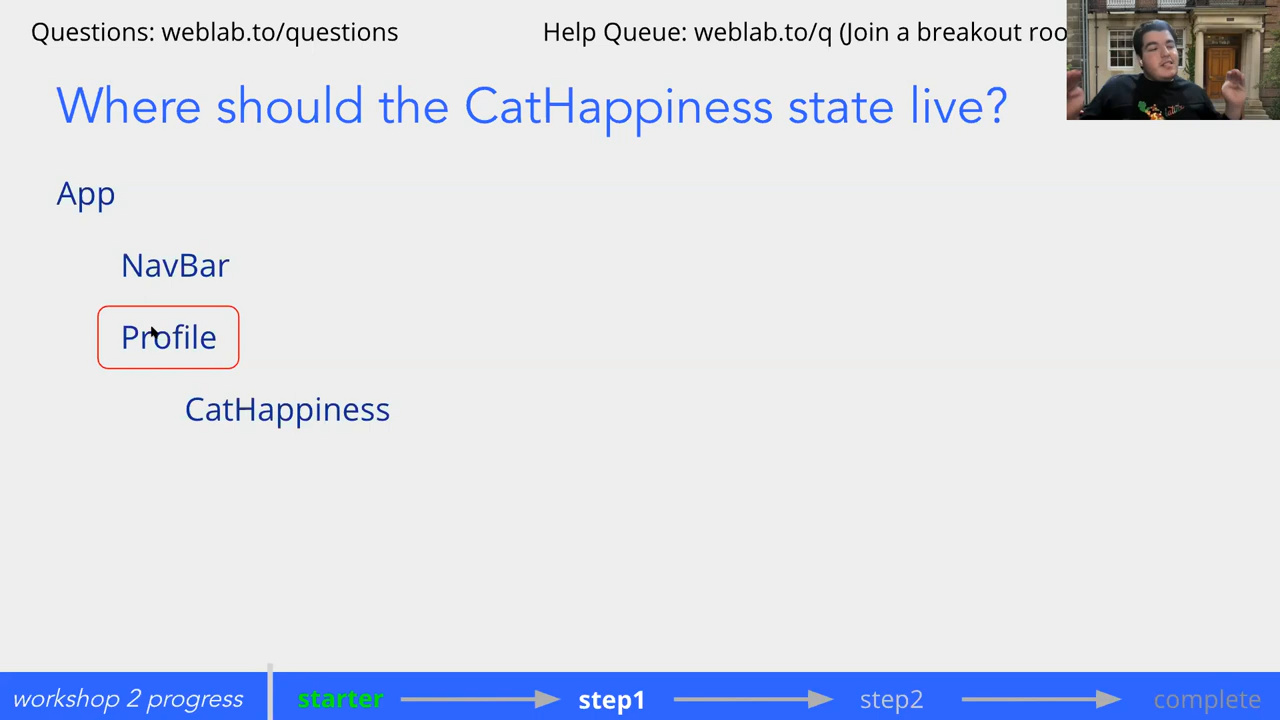 Questions: weblab.to/questions
Help Queue: weblab.to/q (Join a breakout roo
Where should the CatHappiness state live?
App
NavBar
Profile
CatHappiness
workshop 2 progress
starter
step1
step2
complete